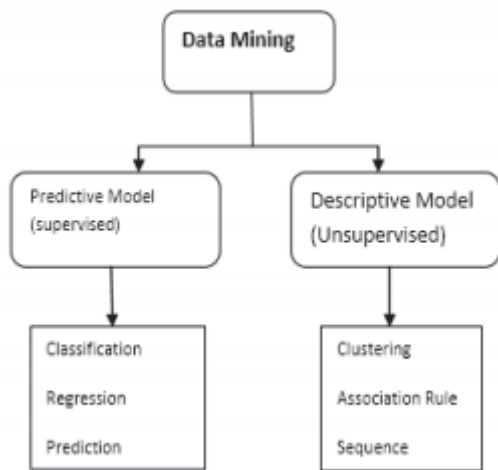 Data Mining
Predictive Model
(supervised)
Descriptive Model
(Unsupervised)
Classification
Regression
Prediction
Clustering
Association Rule
Sequence